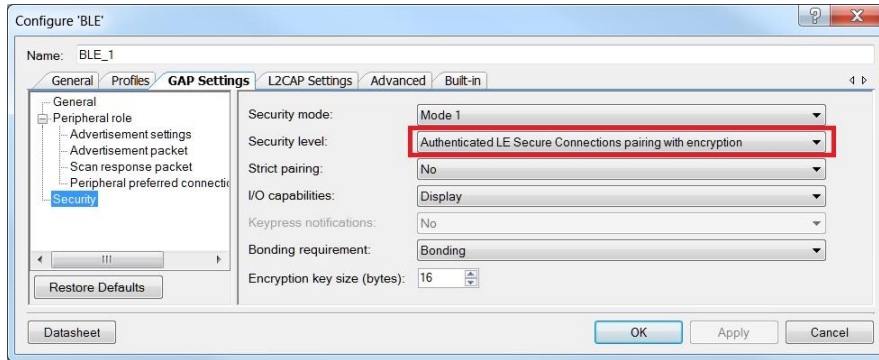 Configure 'BLE'
Name: BLE_1
General Profiles GAP Settings L2CAP Settings Advanced Built-in
General
Peripheral role
Advertisement settings
Advertisement packet
Scan response packet
Peripheral preferred connectio
Security
Restore Defaults
Security mode: Mode 1
Security level: Authenticated LE Secure Connections pairing with encryption
Strict pairing: No
I/O capabilities: Display
Keypress notifications: No
Bonding requirement: Bonding
Encryption key size (bytes): 16
Datasheet OK Apply Cancel